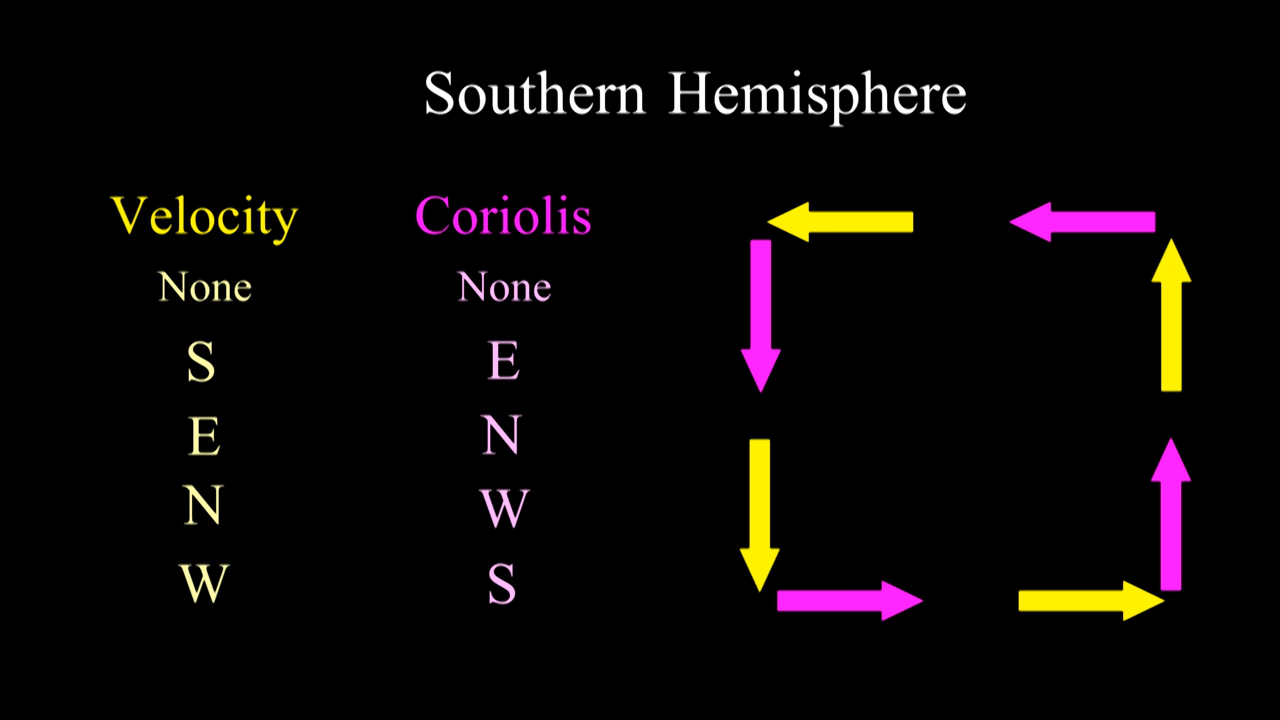 Southern Hemisphere
Velocity Coriolis
None None
S E
E N
N W
W S